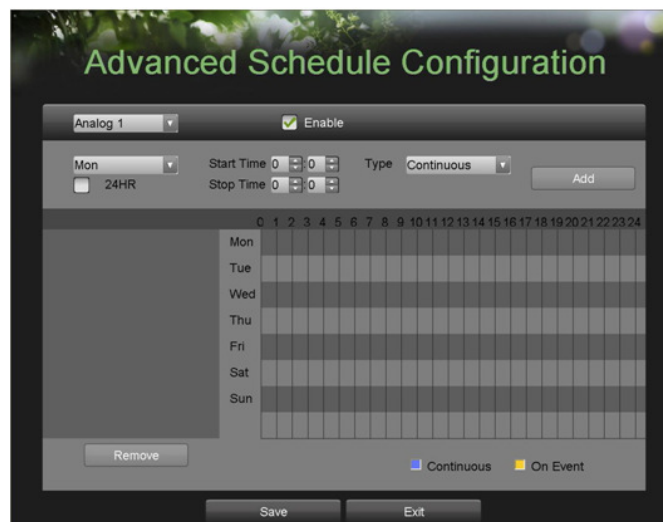 Advanced Schedule Configuration
Analog 1 Enable
Mon Start Time 0 : 0 Type Continuous Add
24HR Stop Time 0 : 0
0 1 2 3 4 5 6 7 8 9 10 11 12 13 14 15 16 17 18 19 20 21 22 23 24
Mon
Tue
Wed
Thu
Fri
Sat
Sun
Remove
Continuous On Event
Save Exit